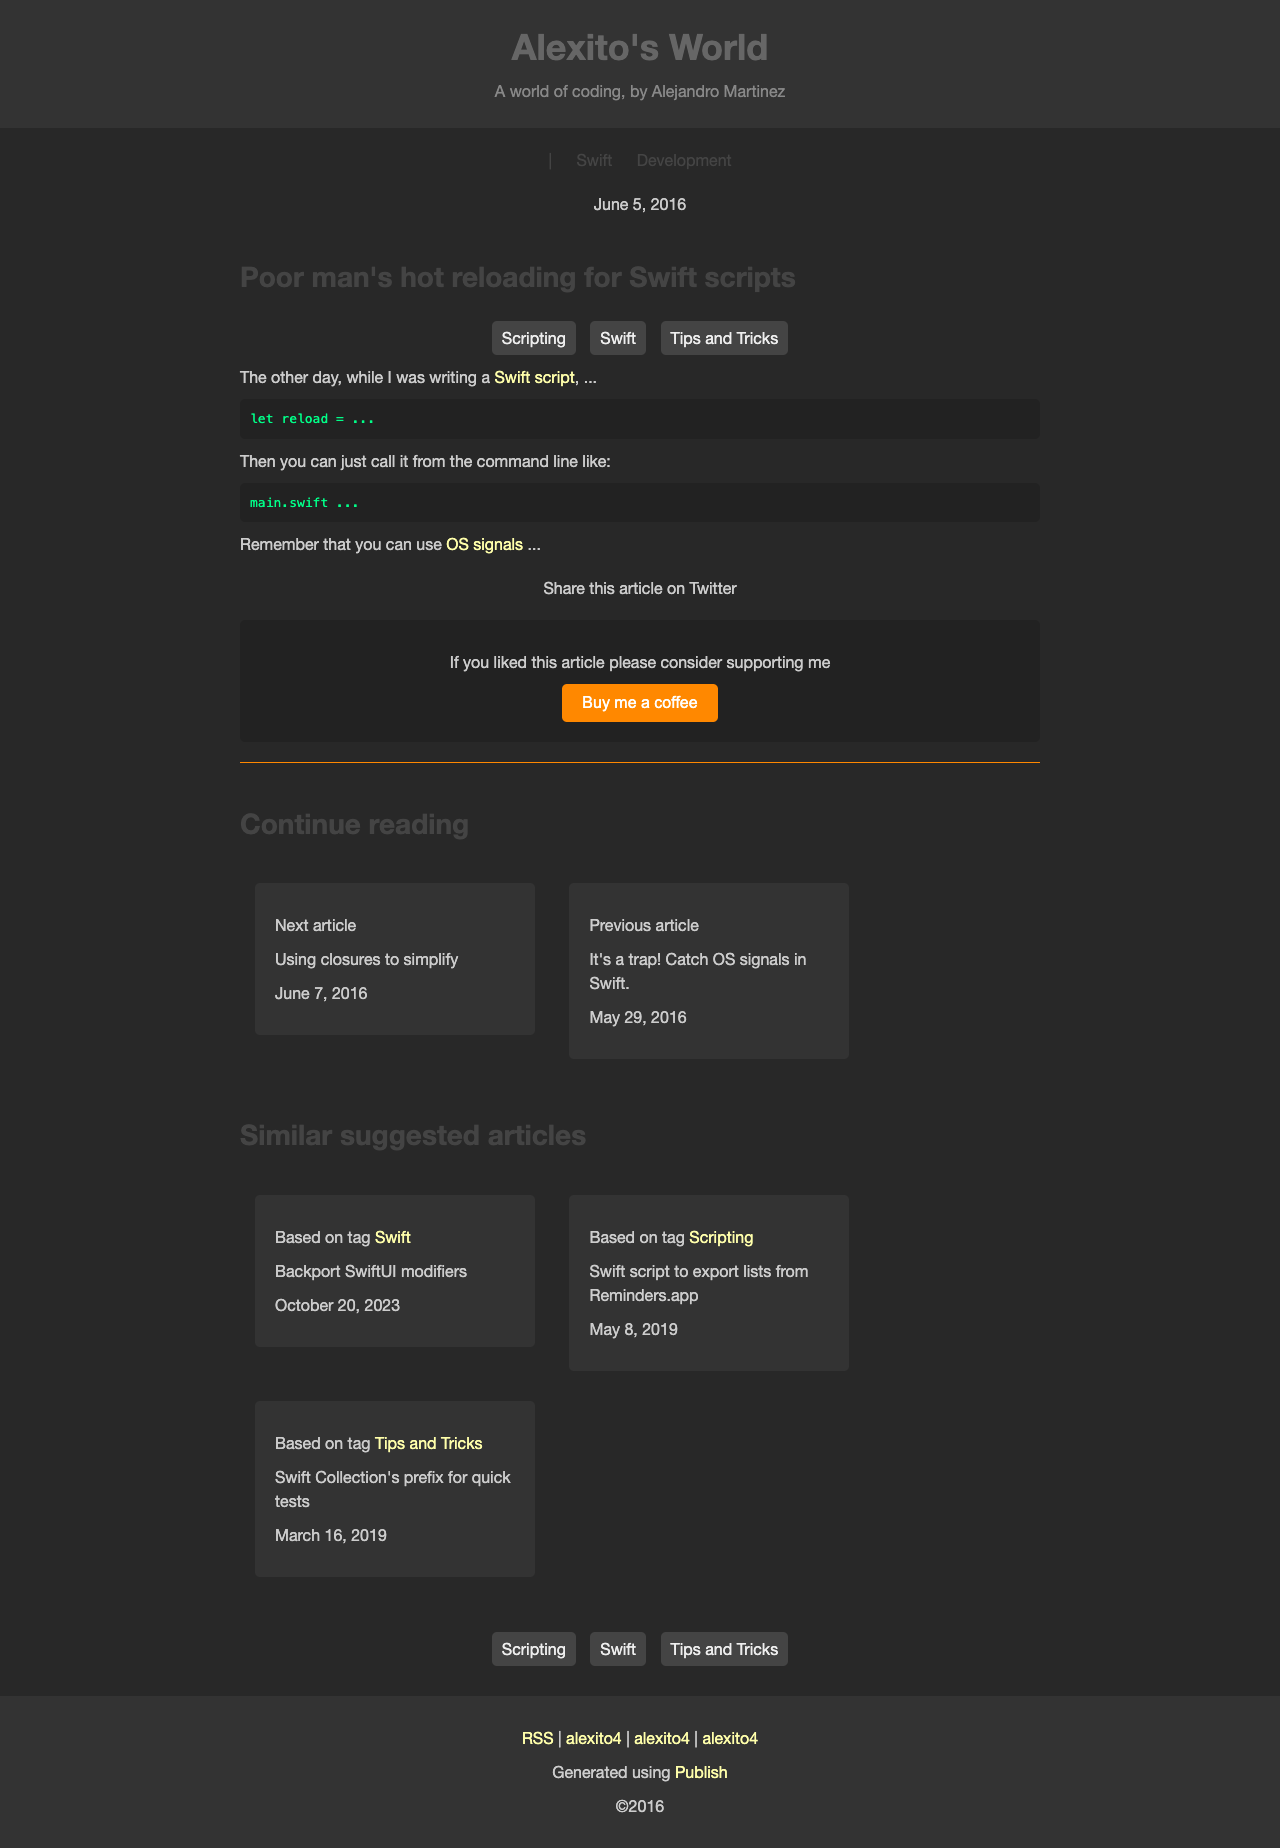 Alexito's World
A world of coding, by Alejandro Martinez
| Swift Development
June 5, 2016
Poor man's hot reloading for Swift scripts
Scripting Swift Tips and Tricks
The other day, while I was writing a Swift script, ...
let reload = ...
Then you can just call it from the command line like:
main.swift ...
Remember that you can use OS signals ...
Share this article on Twitter
If you liked this article please consider supporting me
Buy me a coffee
Continue reading
Next article
Using closures to simplify
June 7, 2016
Previous article
It's a trap! Catch OS signals in
Swift.
May 29, 2016
Similar suggested articles
Based on tag Swift
Backport SwiftUI modifiers
October 20, 2023
Based on tag Scripting
Swift script to export lists from
Reminders.app
May 8, 2019
Based on tag Tips and Tricks
Swift Collection's prefix for quick
tests
March 16, 2019
Scripting Swift Tips and Tricks
RSS | alexito4 | alexito4 | alexito4
Generated using Publish
©2016